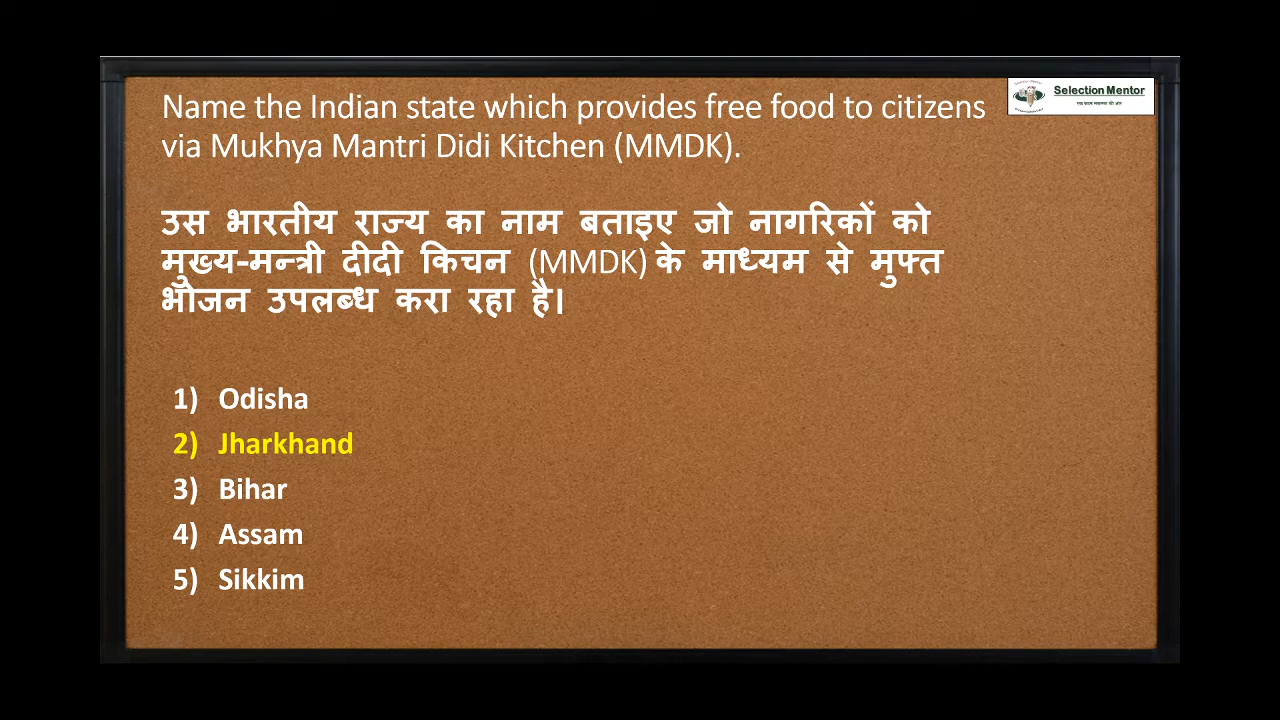 Name the Indian state which provides free food to citizens
via Mukhya Mantri Didi Kitchen (MMDK).
Selection Mentor
उस भारतीय राज्य का नाम बताइए जो नागरिकों को
मुख्य-मन्त्री दीदी किचन (MMDK) के माध्यम से मुफ्त
भोजन उपलब्ध करा रहा है।
1) Odisha
2) Jharkhand
3) Bihar
4) Assam
5) Sikkim